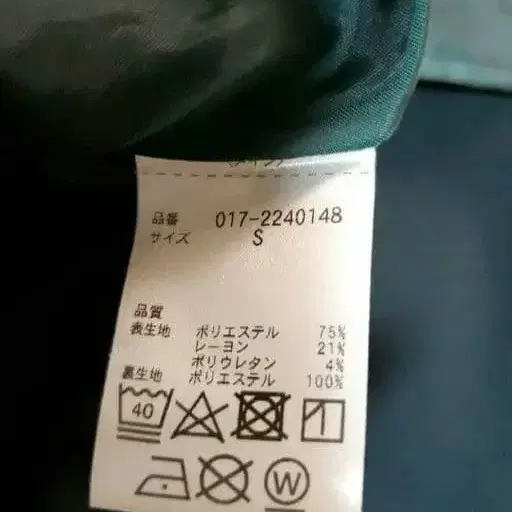 品番 017-2240148
サイズ S
品質
表生地 ポリエステル 75%
レーヨン 21%
ポリウレタン 4%
裏生地 ポリエステル 100%
40
W